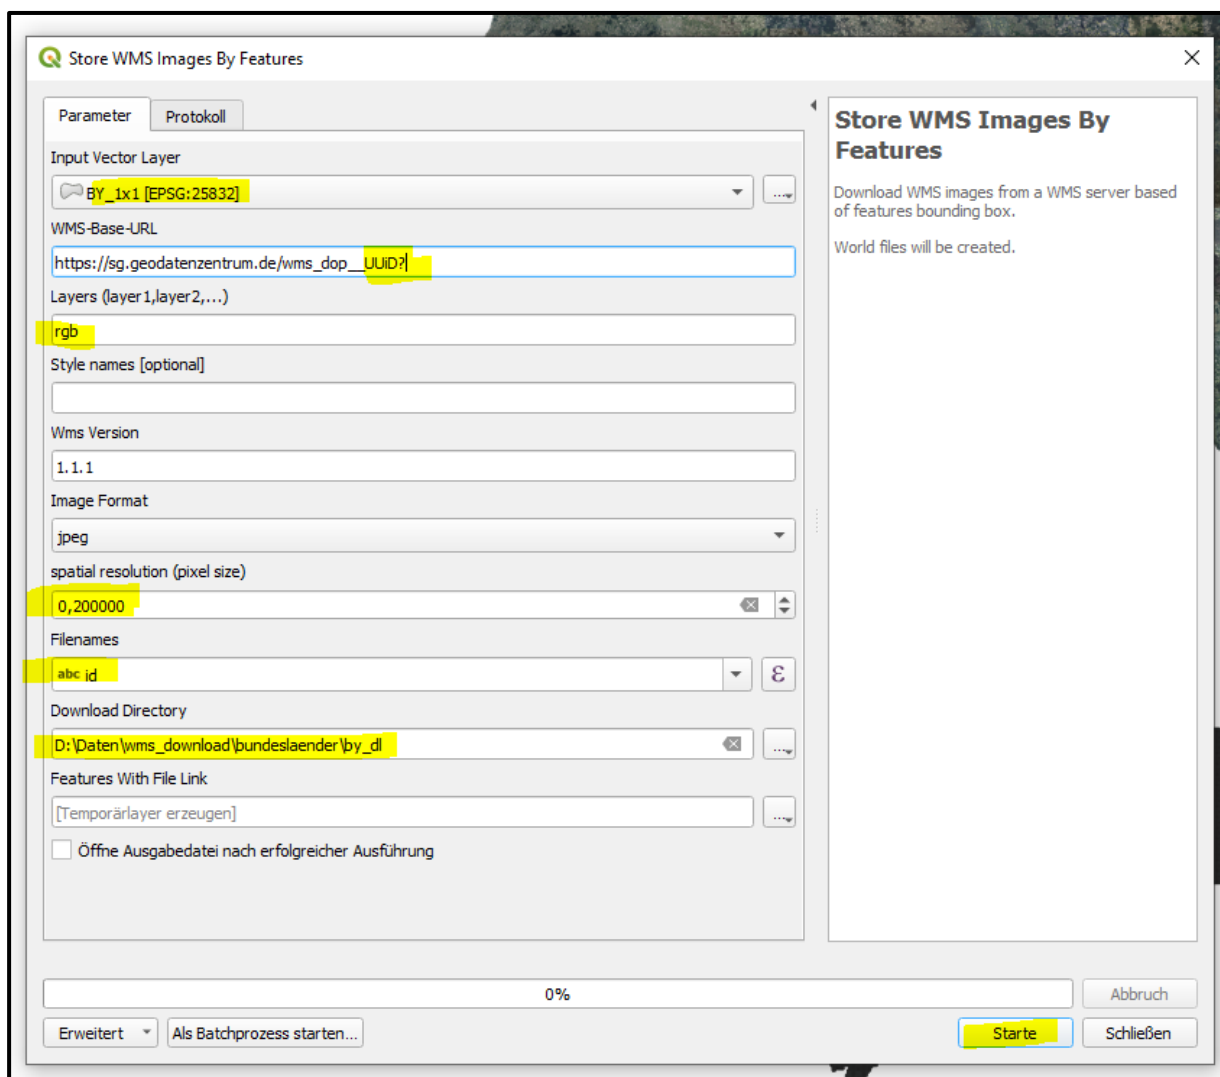 Store WMS Images By Features
Parameter
Protokoll
Input Vector Layer
BY_1x1 [EPSG:25832]
...
WMS-Base-URL
https://sg.geodatenzentrum.de/wms_dop__UUiD?
Layers (layer1,layer2,...)
rgb
Style names [optional]
Wms Version
1.1.1
Image Format
jpeg
spatial resolution (pixel size)
0,200000
Filenames
abc id
ε
Download Directory
D:\Daten\wms_download\bundeslaender\by_dl
...
Features With File Link
[Temporärlayer erzeugen]
...
Öffne Ausgabedatei nach erfolgreicher Ausführung
Store WMS Images By
Features
Download WMS images from a WMS server based
of features bounding box.
World files will be created.
0%
Abbruch
Erweitert
Als Batchprozess starten...
Starte
Schließen